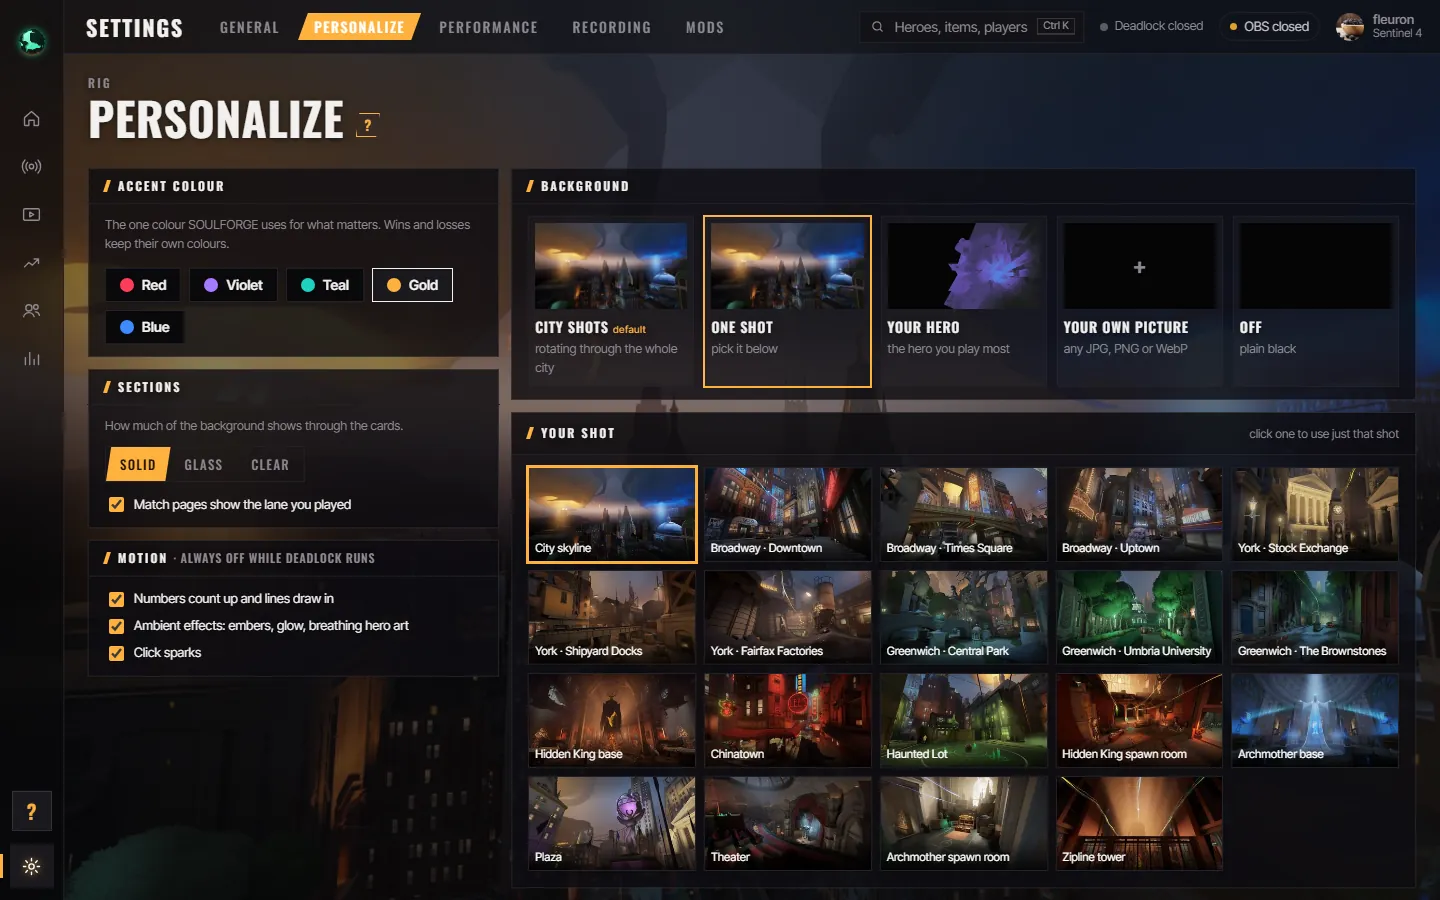 SETTINGS
GENERAL
PERSONALIZE
PERFORMANCE
RECORDING
MODS
Heroes, items, players
Ctrl K
Deadlock closed
OBS closed
fleuron
Sentinel 4
RIG
PERSONALIZE
?
ACCENT COLOUR
The one colour SOULFORGE uses for what matters. Wins and losses
keep their own colours.
Red
Violet
Teal
Gold
Blue
SECTIONS
How much of the background shows through the cards.
SOLID
GLASS
CLEAR
Match pages show the lane you played
MOTION · ALWAYS OFF WHILE DEADLOCK RUNS
Numbers count up and lines draw in
Ambient effects: embers, glow, breathing hero art
Click sparks
BACKGROUND
CITY SHOTS default
rotating through the whole
city
ONE SHOT
pick it below
YOUR HERO
the hero you play most
+
YOUR OWN PICTURE
any JPG, PNG or WebP
OFF
plain black
YOUR SHOT
click one to use just that shot
City skyline
Broadway · Downtown
Broadway · Times Square
Broadway · Uptown
York · Stock Exchange
York · Shipyard Docks
York · Fairfax Factories
Greenwich · Central Park
Greenwich · Umbria University
Greenwich · The Brownstones
Hidden King base
Chinatown
Haunted Lot
Hidden King spawn room
Archmother base
Plaza
Theater
Archmother spawn room
Zipline tower
?